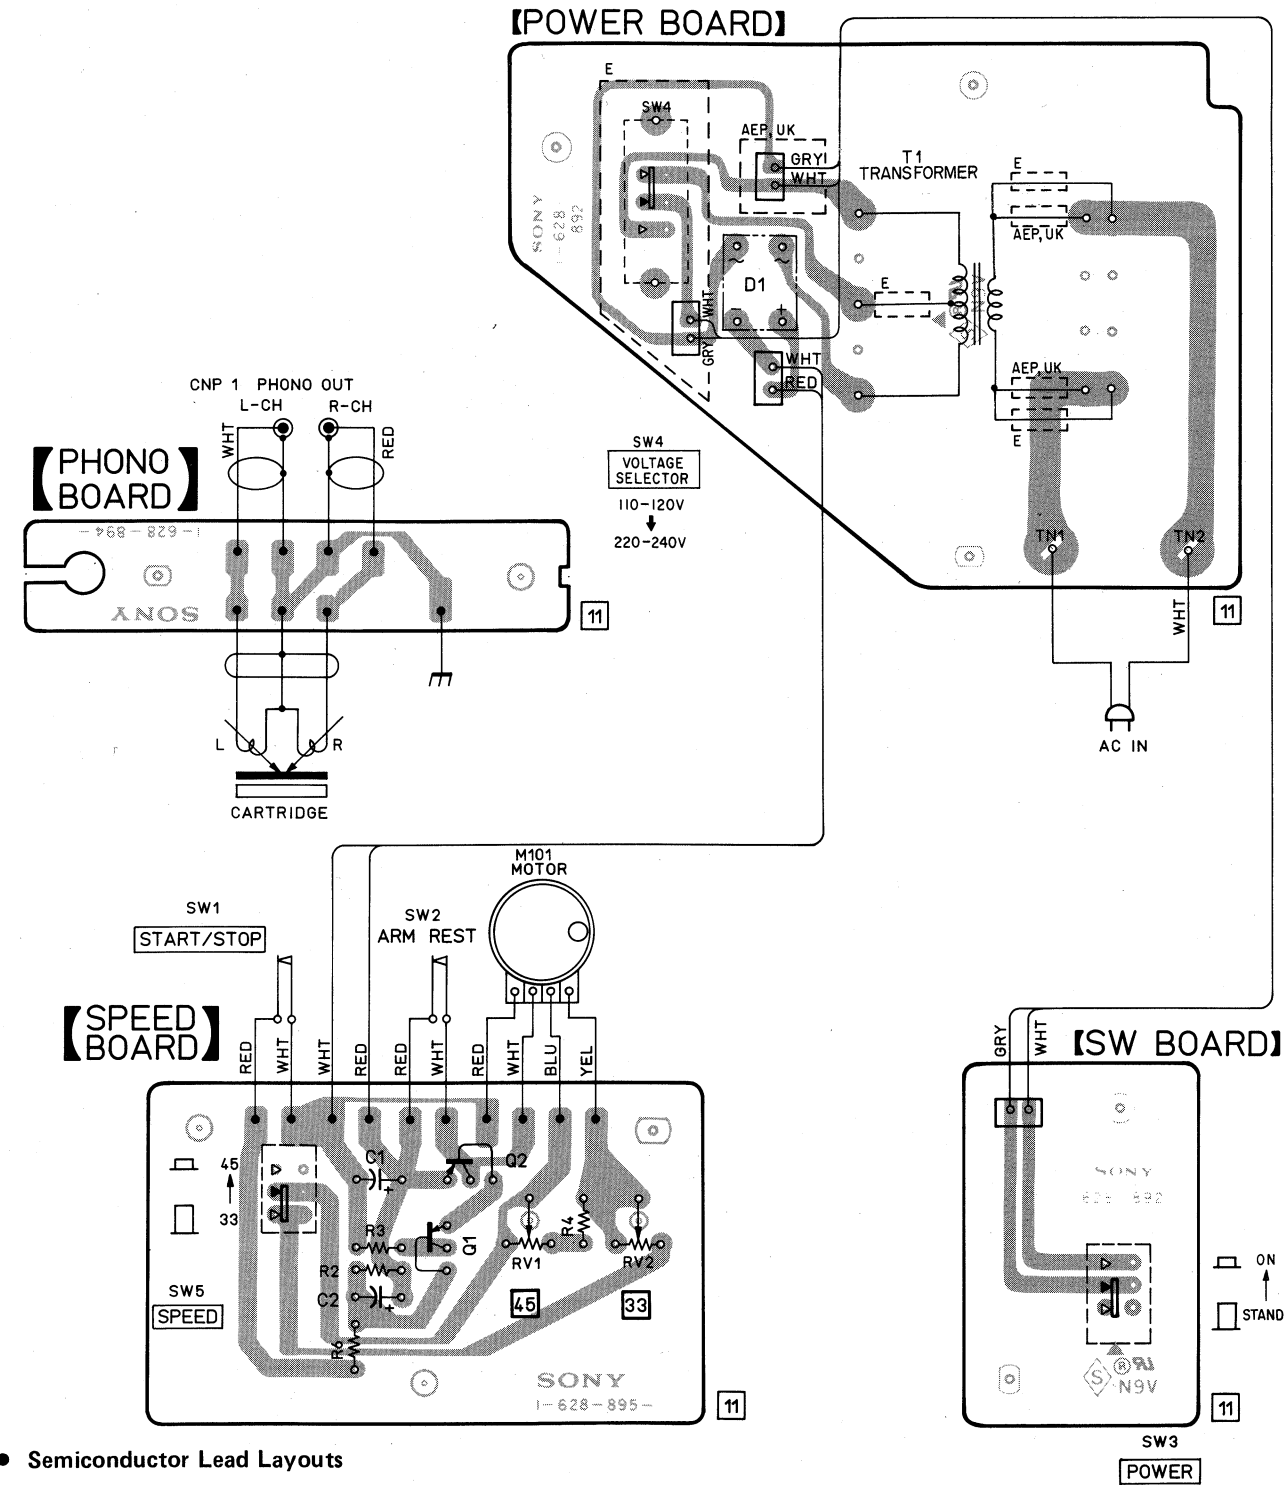 【POWER BOARD】
E
SW4
AEP, UK
GRY
WHT
T1
TRANSFORMER
E
AEP, UK
SONY
1-628
892
D1
~
~
-
+
E
WHT
GRY
WHT
RED
AEP, UK
E
SW4
VOLTAGE
SELECTOR
110-120V
220-240V
TN1
TN2
WHT
11
AC IN
CNP 1 PHONO OUT
L-CH
R-CH
WHT
RED
【PHONO
BOARD】
1-628-894-
SONY
11
L
R
CARTRIDGE
M101
MOTOR
SW1
START/STOP
SW2
ARM REST
【SPEED
BOARD】
RED
WHT
WHT
RED
RED
WHT
RED
WHT
BLU
YEL
45
33
C1
+
Q2
R3
R2
C2
+
Q1
R4
RV1
RV2
R6
45
33
SW5
SPEED
SONY
1-628-895-
11
GRY
WHT
【SW BOARD】
SONY
628-892
ON
STAND
S
R
N9V
11
SW3
POWER
● Semiconductor Lead Layouts